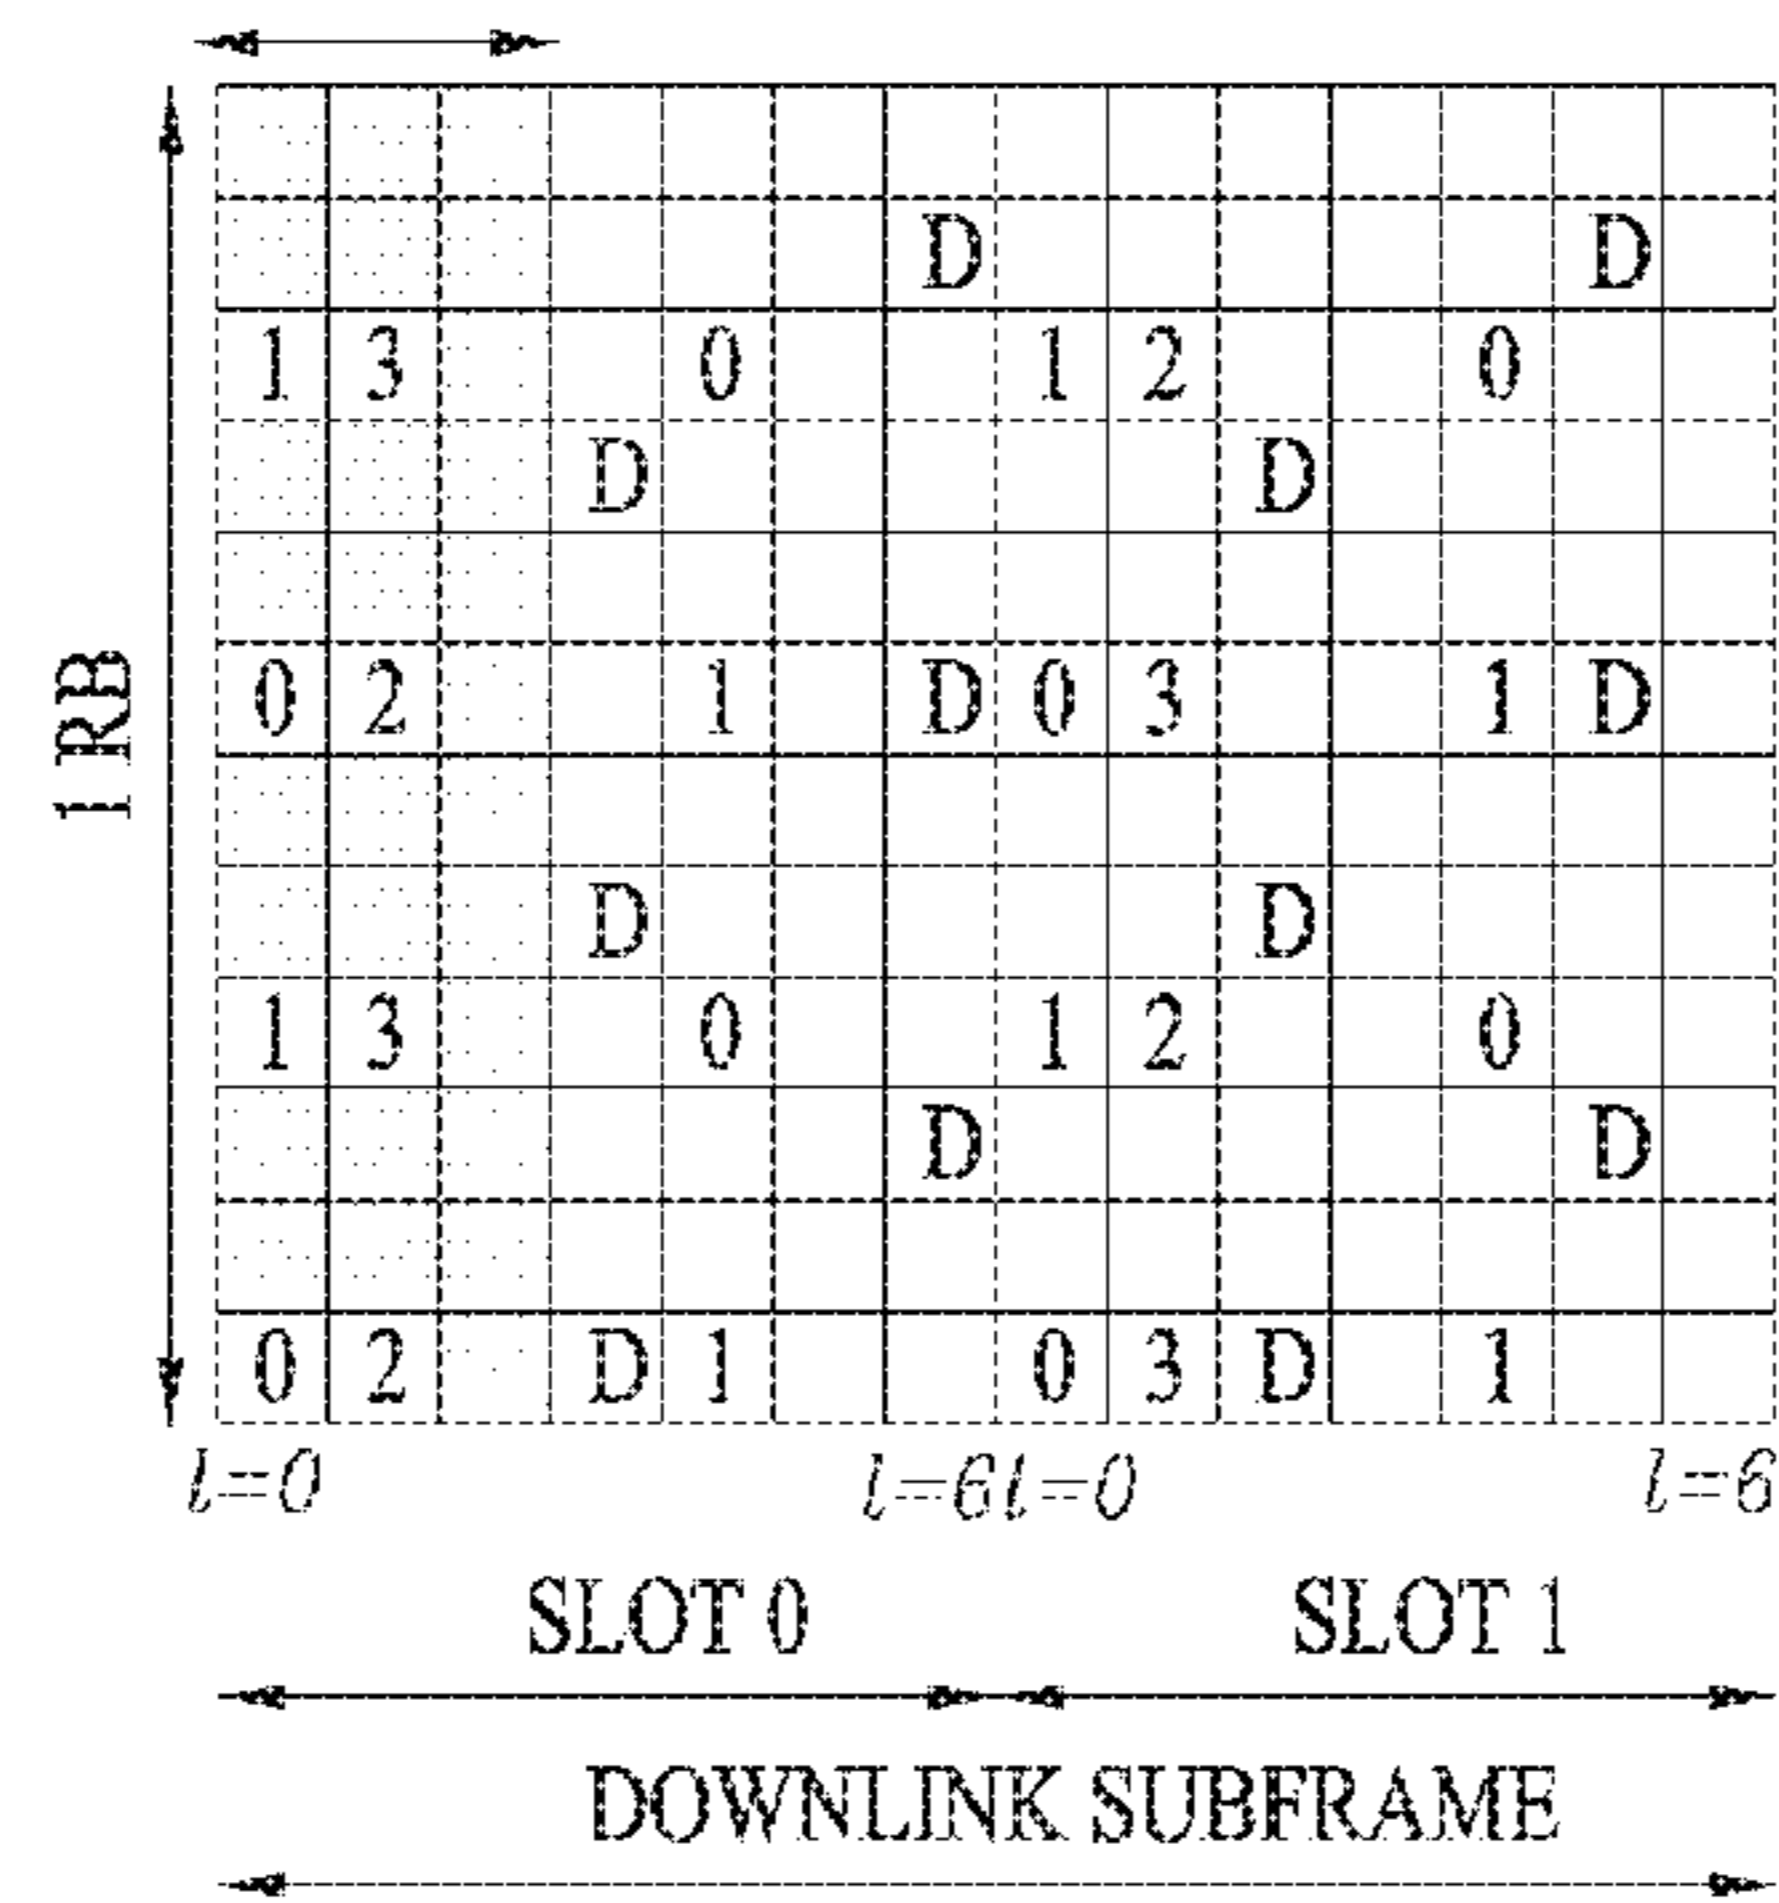 D D
1 3 0 1 2 0
D D
1 RB
0 2 1 D 0 3 1 D
D D
1 3 0 1 2 0
D D
0 2 D 1 0 3 D 1
l=0 l=6 l=0 l=6
SLOT 0 SLOT 1
DOWNLINK SUBFRAME